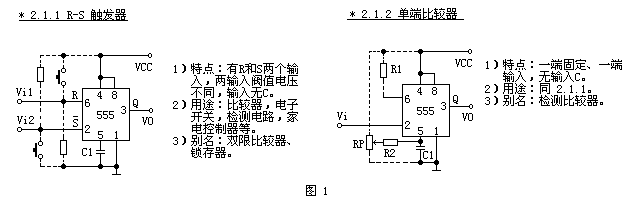 * 2.1.1 R-S 触发器
VCC
Vi1
R
6
4
8
3
Q
555
Vi2
S
2
5
1
VO
C1
1）特点：有R和S两个输
入，两输入阀值电压
不同，输入无C。
2）用途：比较器，电子
开关，检测电路，家
电控制器等。
3）别名：双限比较器、
锁存器。
* 2.1.2 单端比较器
VCC
R1
6
4
8
3
Q
555
Vi
2
5
1
VO
RP
R2
C1
1）特点：一端固定、一端
输入，无输入C。
2）用途：同 2.1.1。
3）别名：检测比较器。
图 1